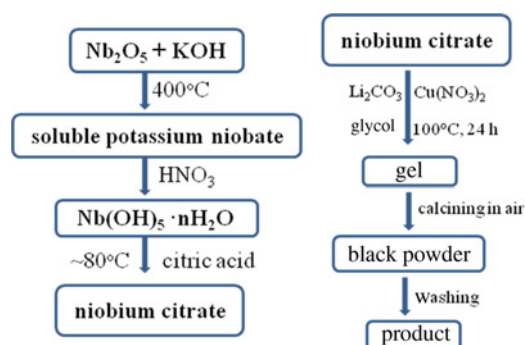 Nb₂O₅ + KOH
400°C
soluble potassium niobate
HNO₃
Nb(OH)₅ ·nH₂O
~80°C citric acid
niobium citrate
niobium citrate
Li₂CO₃ Cu(NO₃)₂
glycol 100°C, 24 h
gel
calcining in air
black powder
Washing
product